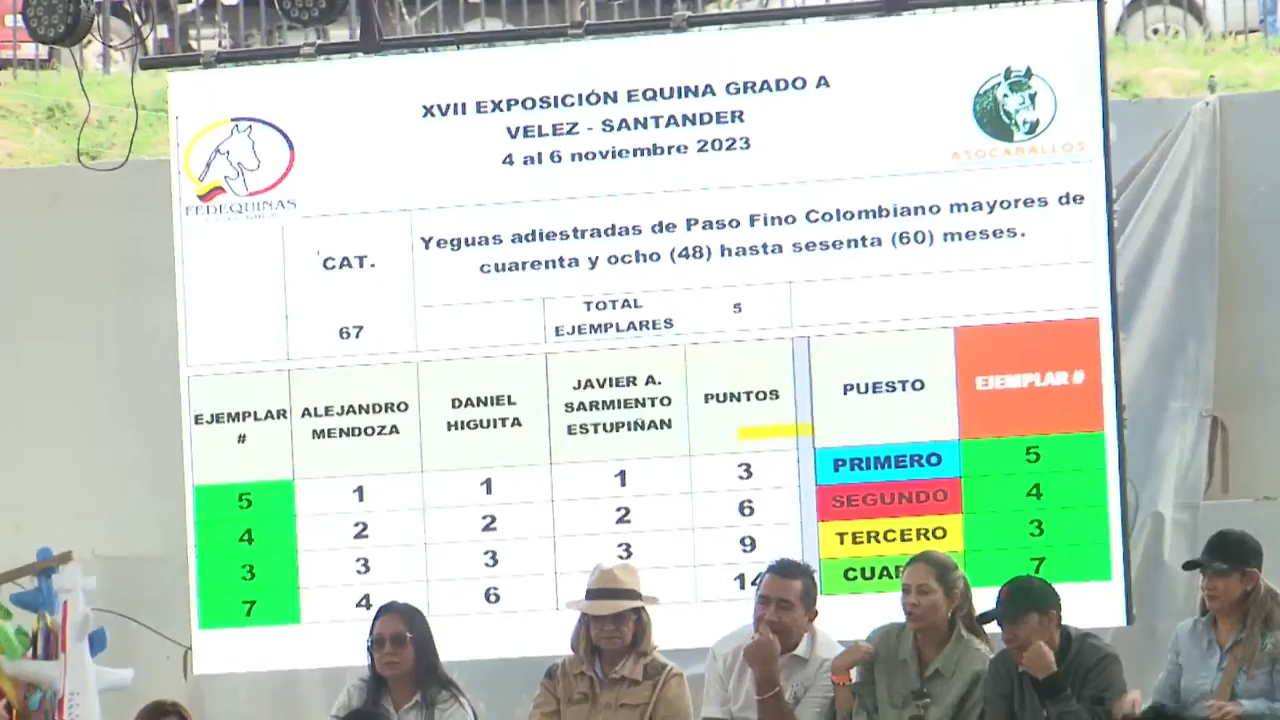 XVII EXPOSICIÓN EQUINA GRADO A
VELEZ - SANTANDER
4 al 6 noviembre 2023
FEDEQUINAS
ASOCABALLOS
CAT.
67
Yeguas adiestradas de Paso Fino Colombiano mayores de
cuarenta y ocho (48) hasta sesenta (60) meses.
TOTAL
EJEMPLARES
5
EJEMPLAR
#
ALEJANDRO
MENDOZA
DANIEL
HIGUITA
JAVIER A.
SARMIENTO
ESTUPIÑAN
PUNTOS
PUESTO
EJEMPLAR #
5 1 1 1 3 PRIMERO 5
4 2 2 2 6 SEGUNDO 4
3 3 3 3 9 TERCERO 3
7 4 6 14 CUAR 7